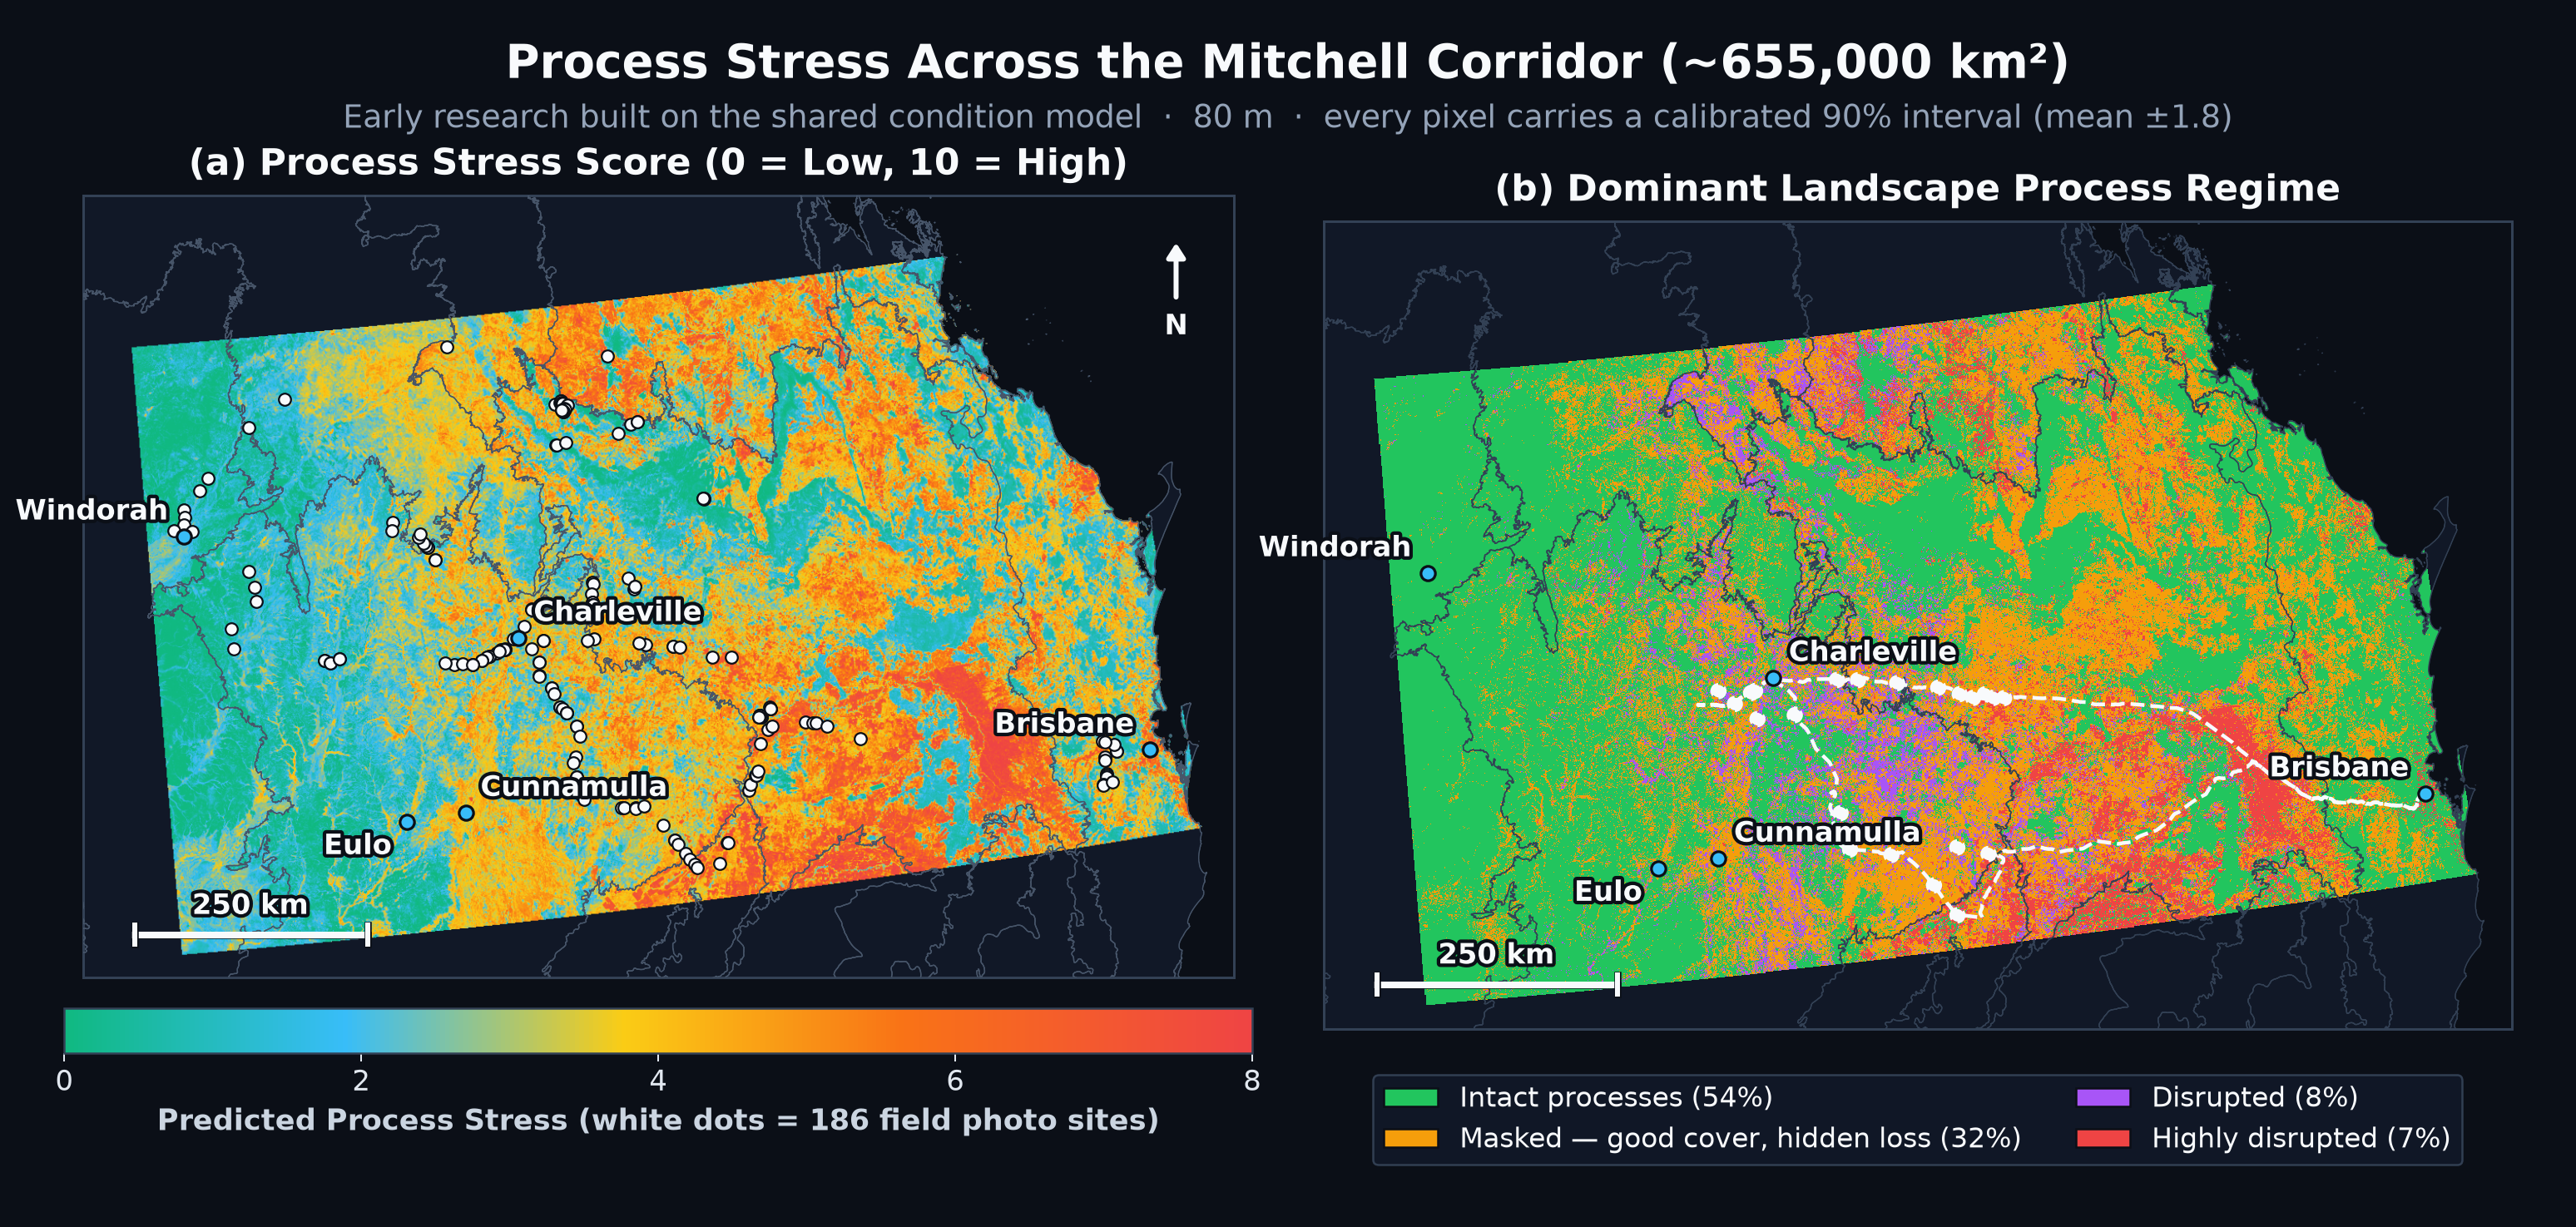 Process Stress Across the Mitchell Corridor (~655,000 km²)
Early research built on the shared condition model · 80 m · every pixel carries a calibrated 90% interval (mean ±1.8)
(a) Process Stress Score (0 = Low, 10 = High)
N
Windorah
Charleville
Brisbane
Cunnamulla
Eulo
250 km
0 2 4 6 8
Predicted Process Stress (white dots = 186 field photo sites)
(b) Dominant Landscape Process Regime
Windorah
Charleville
Brisbane
Cunnamulla
Eulo
250 km
Intact processes (54%)
Masked — good cover, hidden loss (32%)
Disrupted (8%)
Highly disrupted (7%)